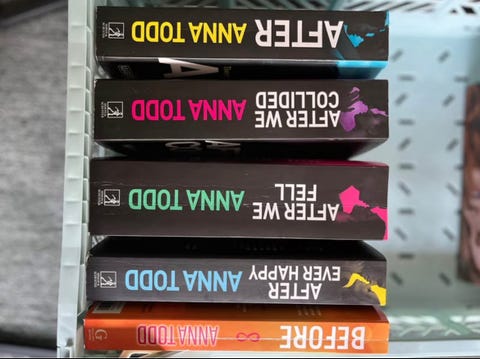 AFTER ANNA TODD
AFTER WE
COLLIDED ANNA TODD
AFTER WE
FELL ANNA TODD
AFTER
EVER HAPPY ANNA TODD
BEFORE ∞ ANNA TODD
G